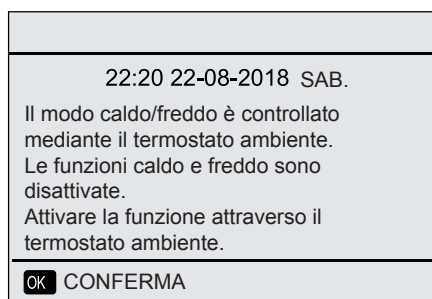 22:20 22-08-2018 SAB.
Il modo caldo/freddo è controllato
mediante il termostato ambiente.
Le funzioni caldo e freddo sono
disattivate.
Attivare la funzione attraverso il
termostato ambiente.
OK CONFERMA